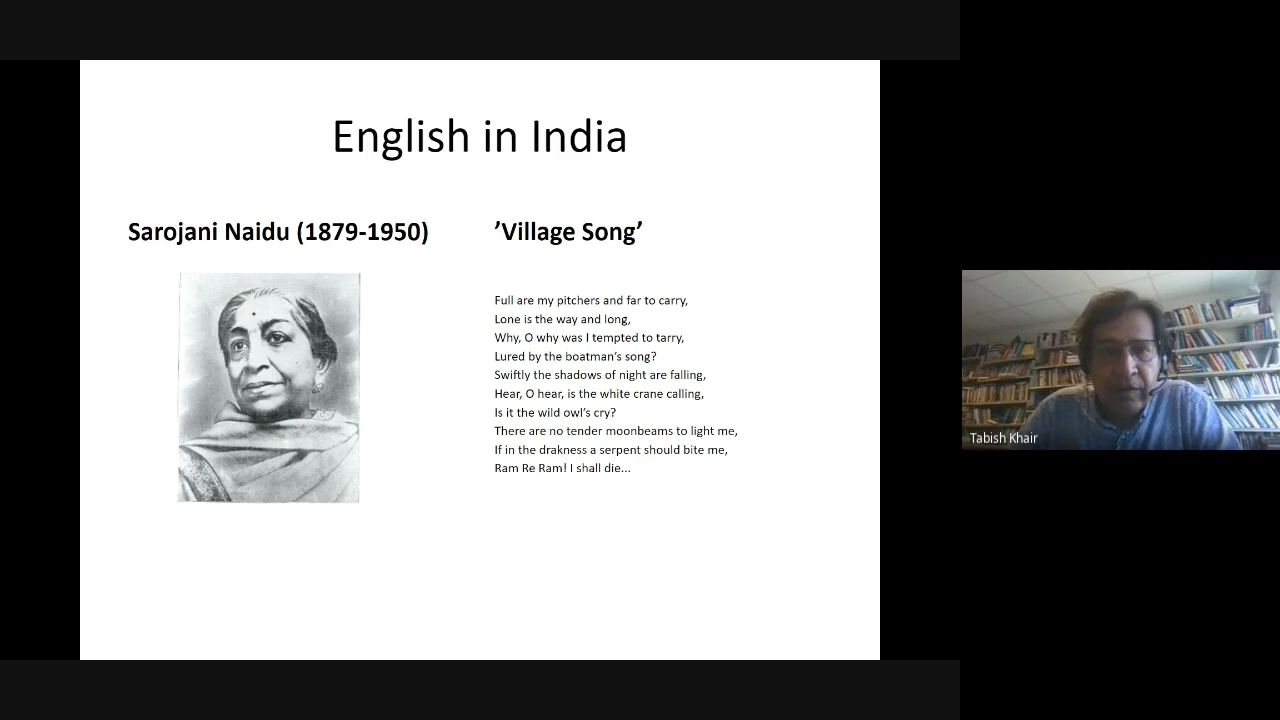 English in India
Sarojani Naidu (1879-1950)
’Village Song’
Full are my pitchers and far to carry,
Lone is the way and long,
Why, O why was I tempted to tarry,
Lured by the boatman’s song?
Swiftly the shadows of night are falling,
Hear, O hear, is the white crane calling,
Is it the wild owl’s cry?
There are no tender moonbeams to light me,
If in the drakness a serpent should bite me,
Ram Re Ram! I shall die...
Tabish Khair